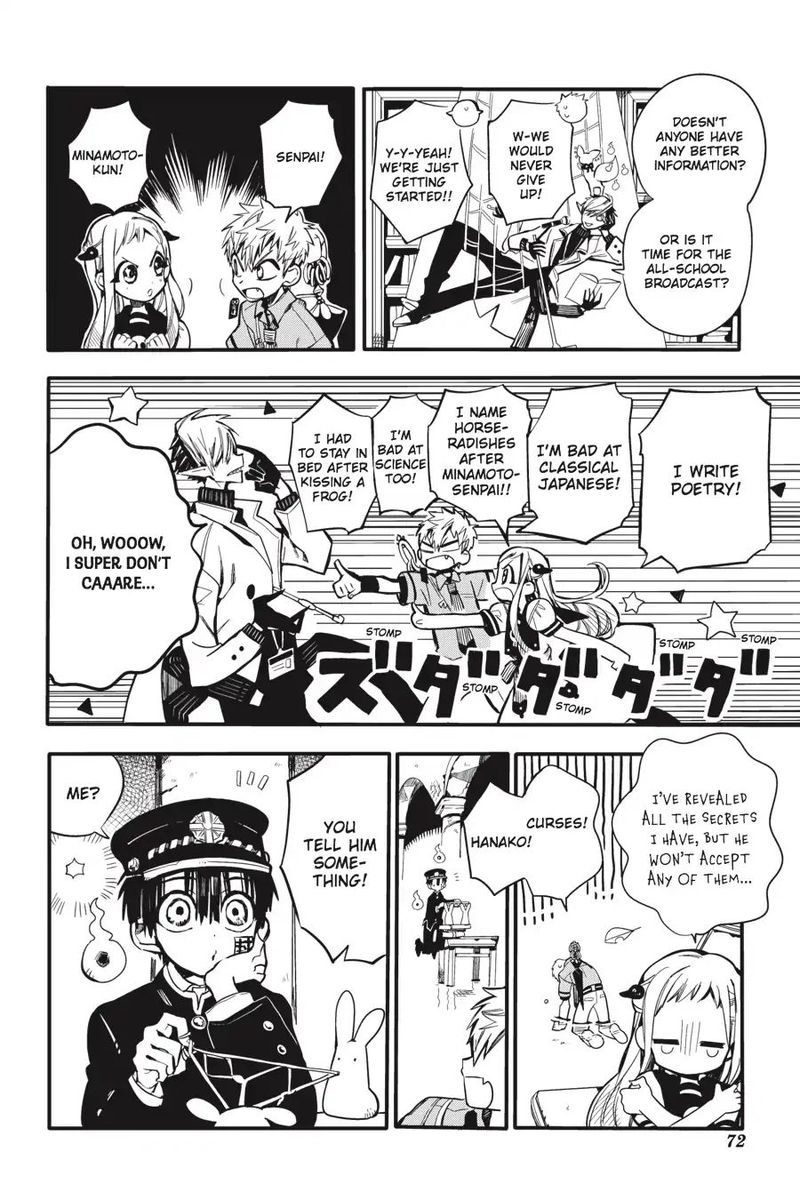 DOESN'T
ANYONE HAVE
ANY BETTER
INFORMATION?
OR IS IT
TIME FOR THE
ALL-SCHOOL
BROADCAST?
W-WE
WOULD
NEVER
GIVE
UP!
Y-Y-YEAH!
WE'RE JUST
GETTING
STARTED!!
SENPAI!
MINAMOTO-
KUN!
I WRITE
POETRY!
I'M BAD AT
CLASSICAL
JAPANESE!
I NAME
HORSE-
RADISHES
AFTER
MINAMOTO-
SENPAI!!
I'M
BAD AT
SCIENCE
TOO!
I HAD
TO STAY IN
BED AFTER
KISSING A
FROG!
OH, WOOOW,
I SUPER DON'T
CAAARE...
STOMP
STOMP
STOMP
STOMP
STOMP
ズダダダダ
I'VE REVEALED
ALL THE SECRETS
I HAVE, BUT HE
WON'T ACCEPT
ANY OF THEM...
CURSES!
HANAKO!
YOU
TELL HIM
SOME-
THING!
ME?
72